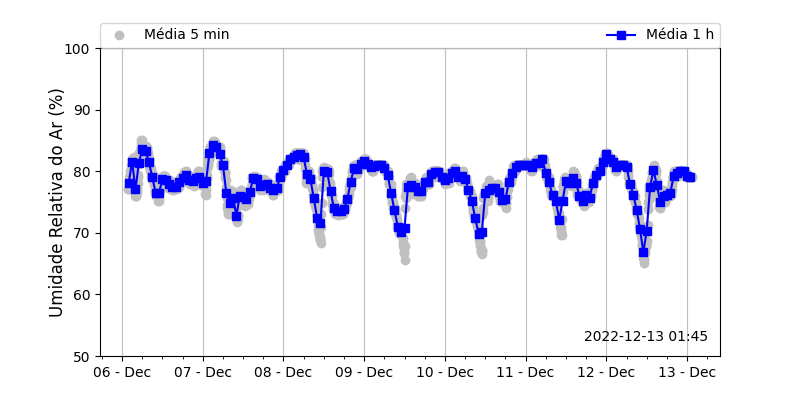 Média 5 min
Média 1 h
Umidade Relativa do Ar (%)
100
90
80
70
60
50
2022-12-13 01:45
06 - Dec
07 - Dec
08 - Dec
09 - Dec
10 - Dec
11 - Dec
12 - Dec
13 - Dec